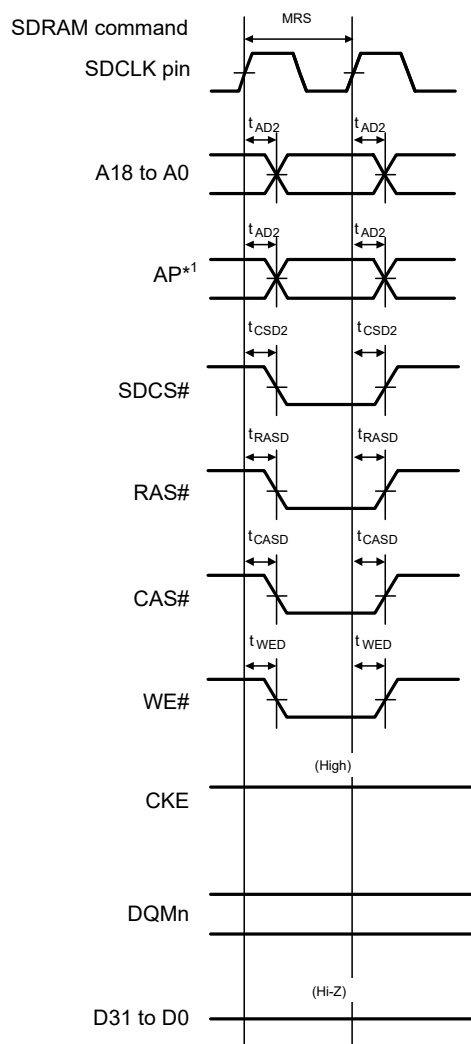 MRS
SDRAM command
SDCLK pin
tAD2 tAD2
A18 to A0
tAD2 tAD2
AP*1
tCSD2 tCSD2
SDCS#
tRASD tRASD
RAS#
tCASD tCASD
CAS#
tWED tWED
WE#
(High)
CKE
DQMn
(Hi-Z)
D31 to D0